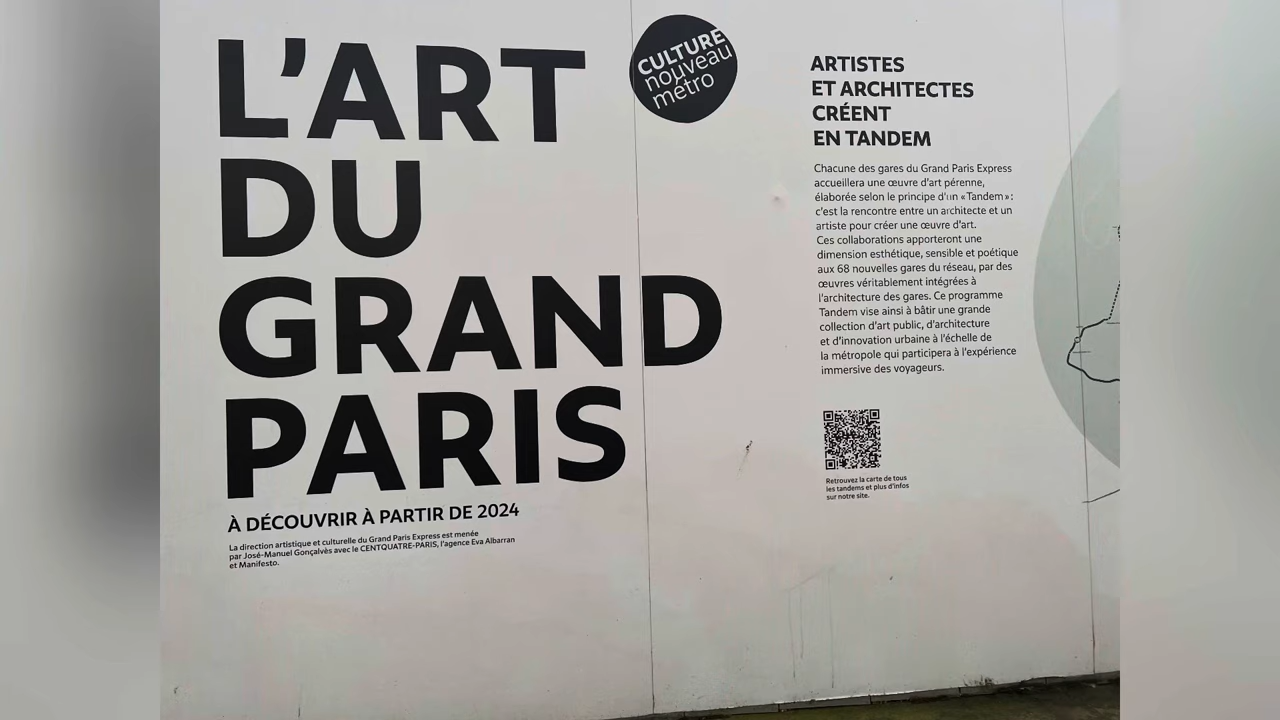 L'ART
DU
GRAND
PARIS
À DÉCOUVRIR À PARTIR DE 2024
La direction artistique et culturelle du Grand Paris Express est menée
par José-Manuel Gonçalvès avec le CENTQUATRE-PARIS, l'agence Eva Albarran
et Manifesto.
CULTURE
nouveau
métro
ARTISTES
ET ARCHITECTES
CRÉENT
EN TANDEM
Chacune des gares du Grand Paris Express
accueillera une œuvre d'art pérenne,
élaborée selon le principe d'un « Tandem » :
c'est la rencontre entre un architecte et un
artiste pour créer une œuvre d'art.
Ces collaborations apporteront une
dimension esthétique, sensible et poétique
aux 68 nouvelles gares du réseau, par des
œuvres véritablement intégrées à
l'architecture des gares. Ce programme
Tandem vise ainsi à bâtir une grande
collection d'art public, d'architecture
et d'innovation urbaine à l'échelle de
la métropole qui participera à l'expérience
immersive des voyageurs.
Retrouvez la carte de tous
les tandems et plus d'infos
sur notre site.